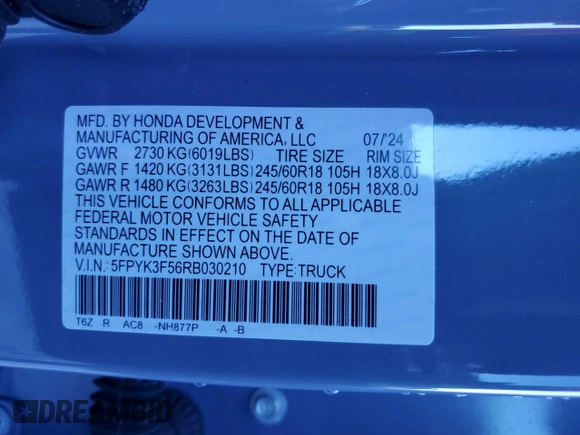 MFD. BY HONDA DEVELOPMENT &
MANUFACTURING OF AMERICA, LLC 07/'24
GVWR 2730 KG(6019LBS) TIRE SIZE RIM SIZE
GAWR F 1420 KG(3131LBS) 245/60R18 105H 18X8.0J
GAWR R 1480 KG(3263LBS) 245/60R18 105H 18X8.0J
THIS VEHICLE CONFORMS TO ALL APPLICABLE
FEDERAL MOTOR VEHICLE SAFETY
STANDARDS IN EFFECT ON THE DATE OF
MANUFACTURE SHOWN ABOVE.
V.I.N.: 5FPYK3F56RB030210 TYPE: TRUCK
T6Z R AC8 -NH877P -A -B
DREAMBID